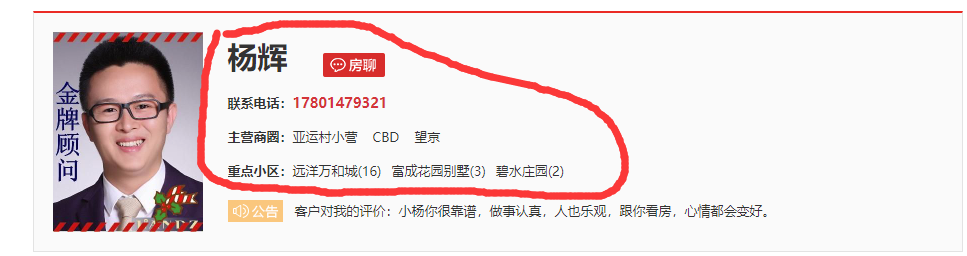 杨辉
房聊
联系电话：17801479321
主营商圈：亚运村小营 CBD 望京
重点小区：远洋万和城(16) 富成花园别墅(3) 碧水庄园(2)
公告 客户对我的评价：小杨你很靠谱，做事认真，人也乐观，跟你看房，心情都会变好。
金牌顾问